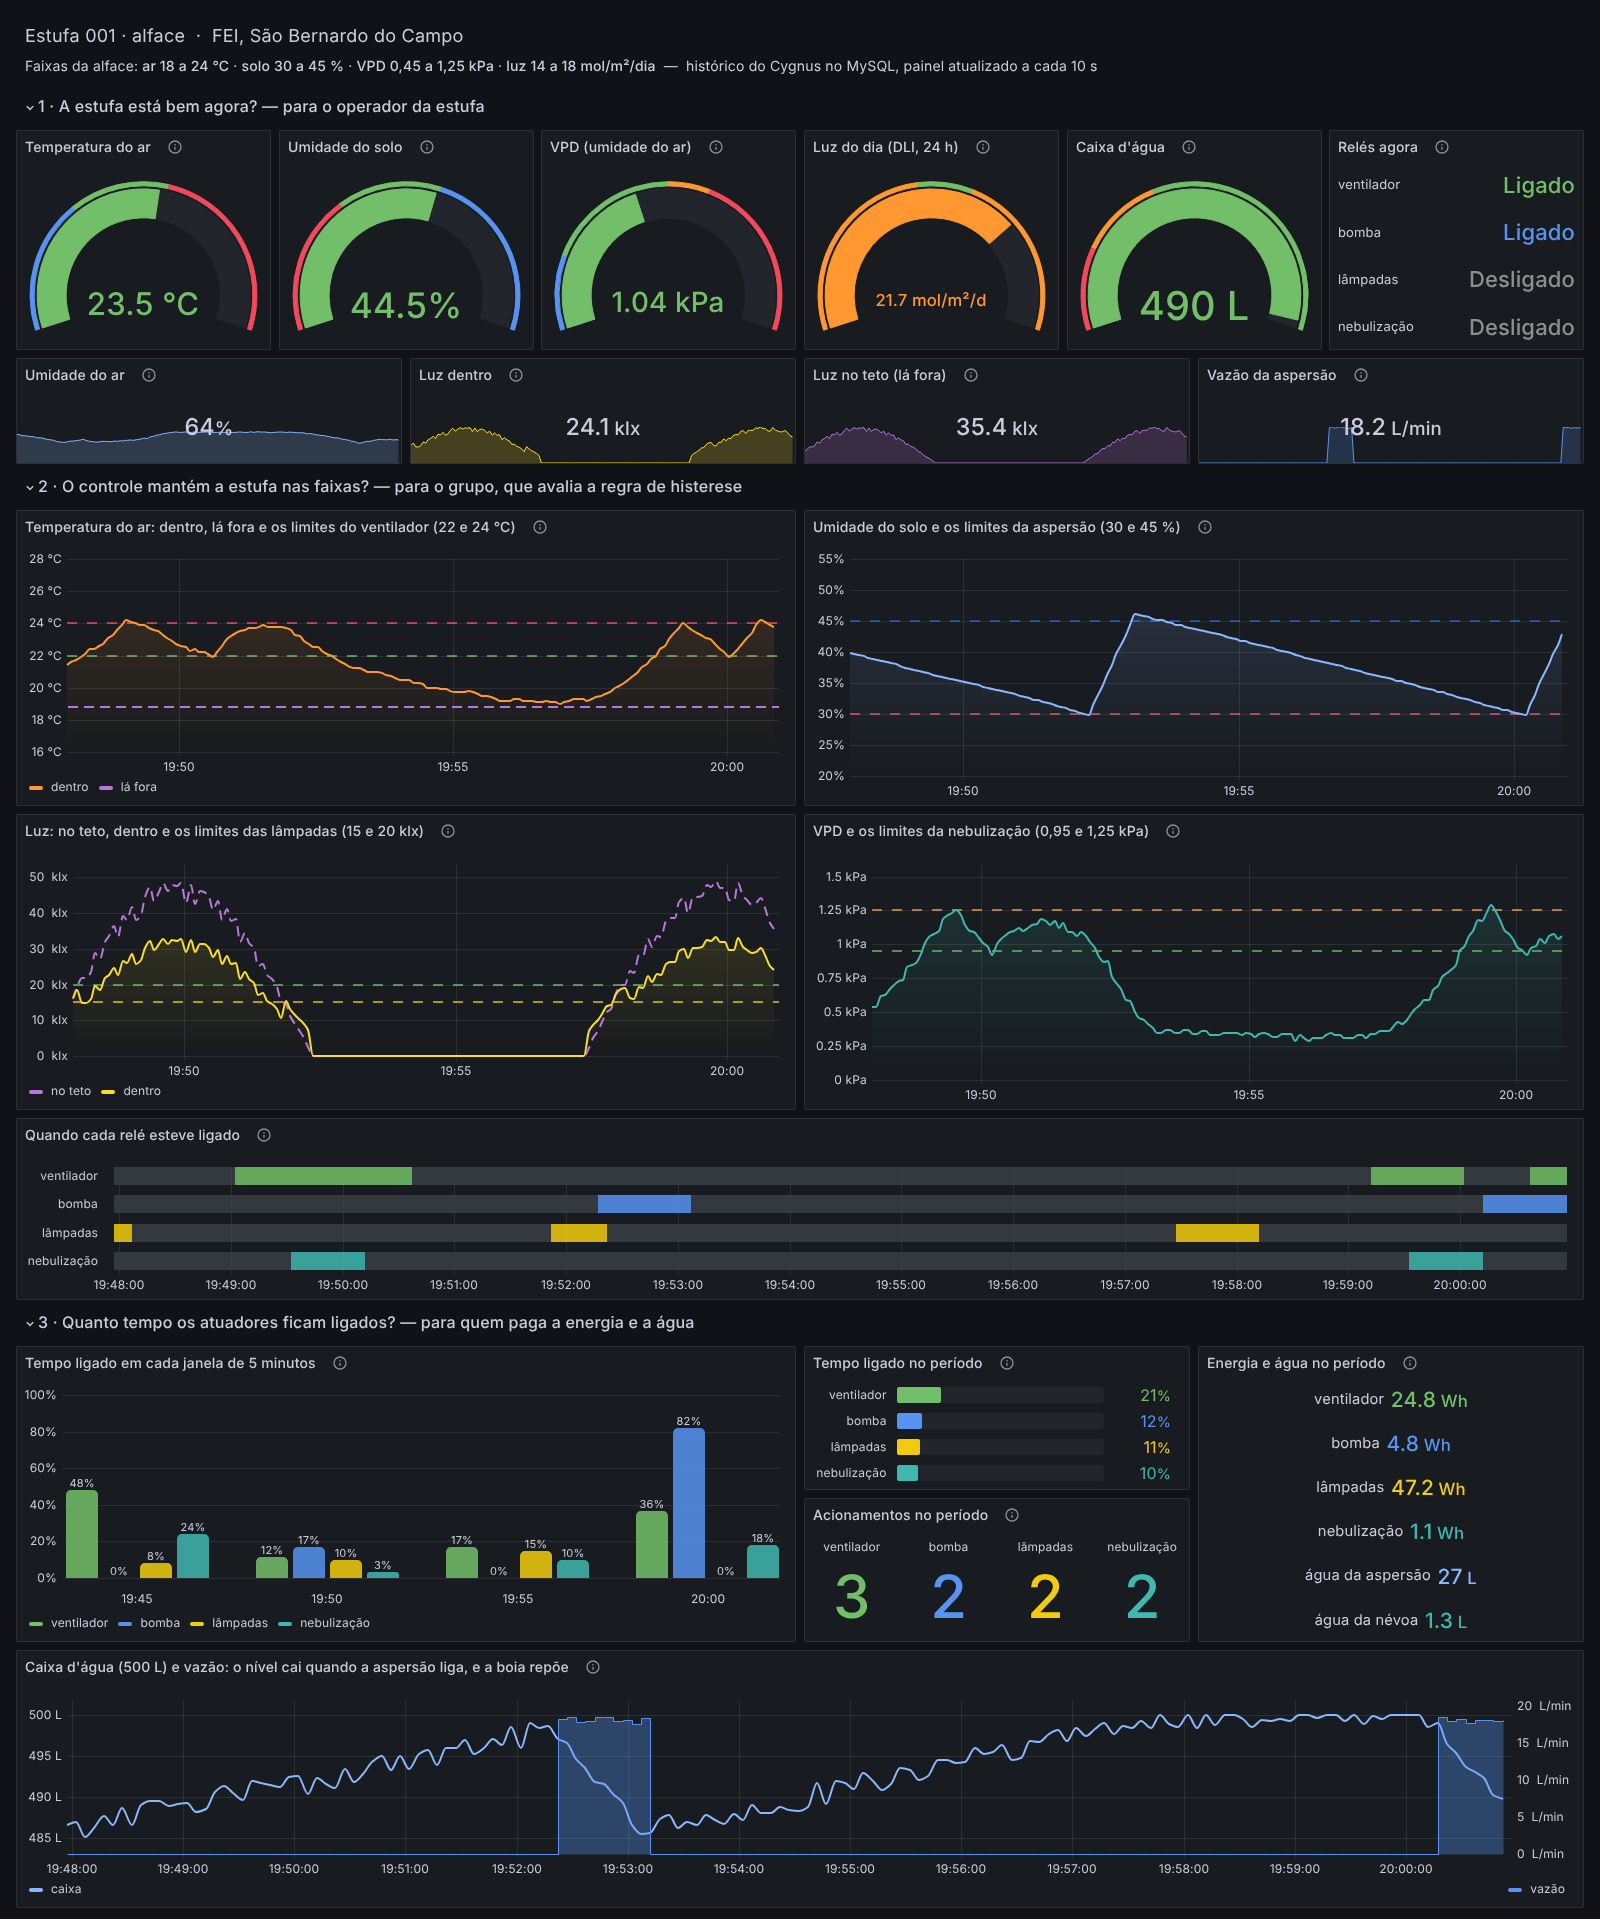 Estufa 001 · alface · FEI, São Bernardo do Campo
Faixas da alface: ar 18 a 24 °C · solo 30 a 45 % · VPD 0,45 a 1,25 kPa · luz 14 a 18 mol/m²/dia — histórico do Cygnus no MySQL, painel atualizado a cada 10 s
1 · A estufa está bem agora? — para o operador da estufa
Temperatura do ar
23.5 °C
Umidade do solo
44.5%
VPD (umidade do ar)
1.04 kPa
Luz do dia (DLI, 24 h)
21.7 mol/m²/d
Caixa d'água
490 L
Relés agora
ventilador Ligado
bomba Ligado
lâmpadas Desligado
nebulização Desligado
Umidade do ar
64%
Luz dentro
24.1 klx
Luz no teto (lá fora)
35.4 klx
Vazão da aspersão
18.2 L/min
2 · O controle mantém a estufa nas faixas? — para o grupo, que avalia a regra de histerese
Temperatura do ar: dentro, lá fora e os limites do ventilador (22 e 24 °C)
28 °C
26 °C
24 °C
22 °C
20 °C
18 °C
16 °C
19:50 19:55 20:00
dentro lá fora
Umidade do solo e os limites da aspersão (30 e 45 %)
55%
50%
45%
40%
35%
30%
25%
20%
19:50 19:55 20:00
Luz: no teto, dentro e os limites das lâmpadas (15 e 20 klx)
50 klx
40 klx
30 klx
20 klx
10 klx
0 klx
19:50 19:55 20:00
no teto dentro
VPD e os limites da nebulização (0,95 e 1,25 kPa)
1.5 kPa
1.25 kPa
1 kPa
0.75 kPa
0.5 kPa
0.25 kPa
0 kPa
19:50 19:55 20:00
Quando cada relé esteve ligado
ventilador
bomba
lâmpadas
nebulização
19:48:00 19:49:00 19:50:00 19:51:00 19:52:00 19:53:00 19:54:00 19:55:00 19:56:00 19:57:00 19:58:00 19:59:00 20:00:00
3 · Quanto tempo os atuadores ficam ligados? — para quem paga a energia e a água
Tempo ligado em cada janela de 5 minutos
100%
80%
60%
40%
20%
0%
48% 0% 8% 24%
12% 17% 10% 3%
17% 0% 15% 10%
36% 82% 0% 18%
19:45 19:50 19:55 20:00
ventilador bomba lâmpadas nebulização
Tempo ligado no período
ventilador 21%
bomba 12%
lâmpadas 11%
nebulização 10%
Acionamentos no período
ventilador bomba lâmpadas nebulização
3 2 2 2
Energia e água no período
ventilador 24.8 Wh
bomba 4.8 Wh
lâmpadas 47.2 Wh
nebulização 1.1 Wh
água da aspersão 27 L
água da névoa 1.3 L
Caixa d'água (500 L) e vazão: o nível cai quando a aspersão liga, e a boia repõe
500 L
495 L
490 L
485 L
20 L/min
15 L/min
10 L/min
5 L/min
0 L/min
19:48:00 19:49:00 19:50:00 19:51:00 19:52:00 19:53:00 19:54:00 19:55:00 19:56:00 19:57:00 19:58:00 19:59:00 20:00:00
caixa vazão